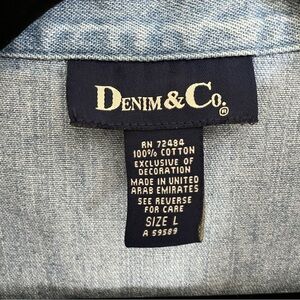 DENIM & CO.®
RN 72484
100% COTTON
EXCLUSIVE OF
DECORATION
MADE IN UNITED
ARAB EMIRATES
SEE REVERSE
FOR CARE
SIZE L
A 59589